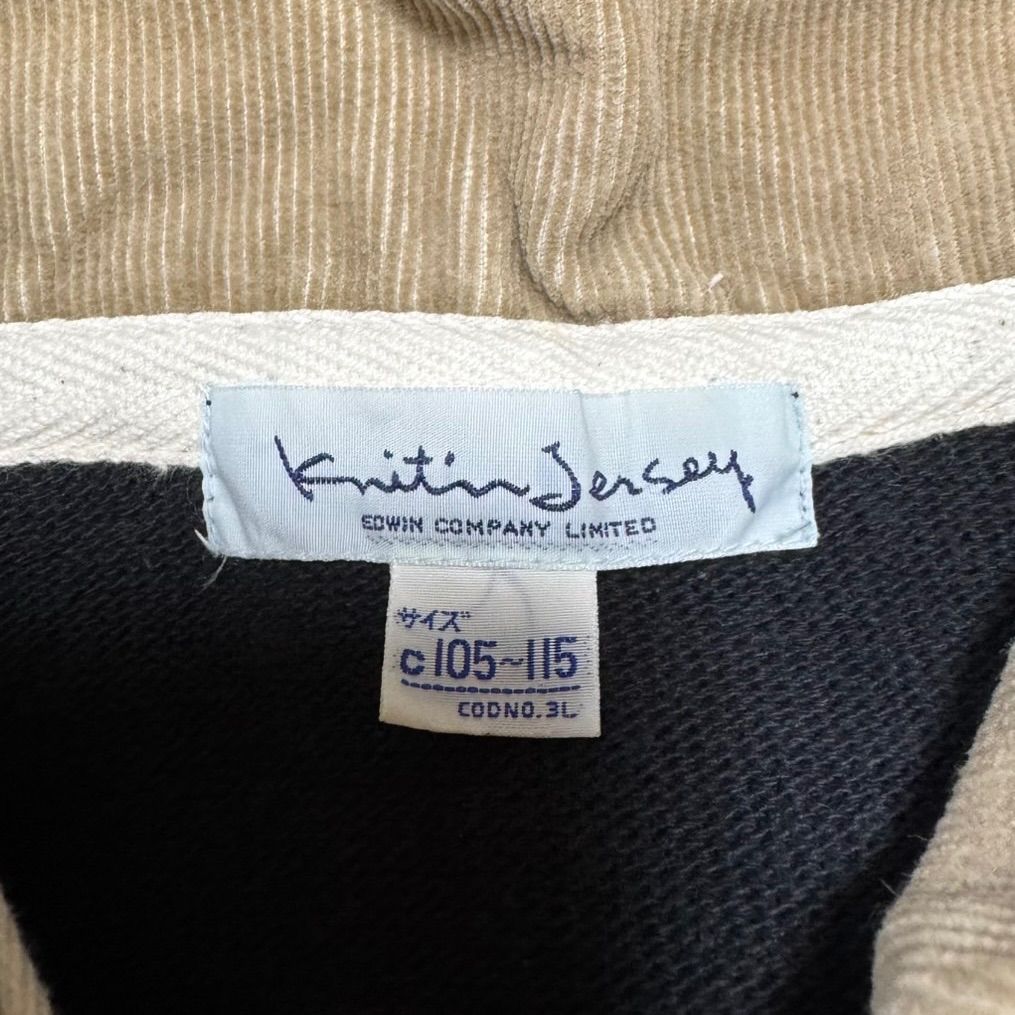 Knit'in Jersey
EDWIN COMPANY LIMITED
サイズ
C105~115
CODNO.3L